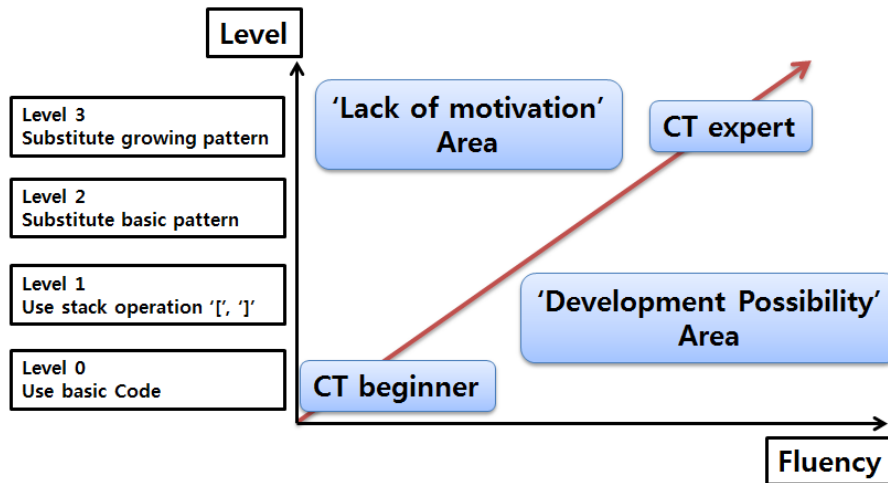 Level
Level 3
Substitute growing pattern
Level 2
Substitute basic pattern
Level 1
Use stack operation ‘[’, ‘]’
Level 0
Use basic Code
‘Lack of motivation’
Area
CT expert
‘Development Possibility’
Area
CT beginner
Fluency